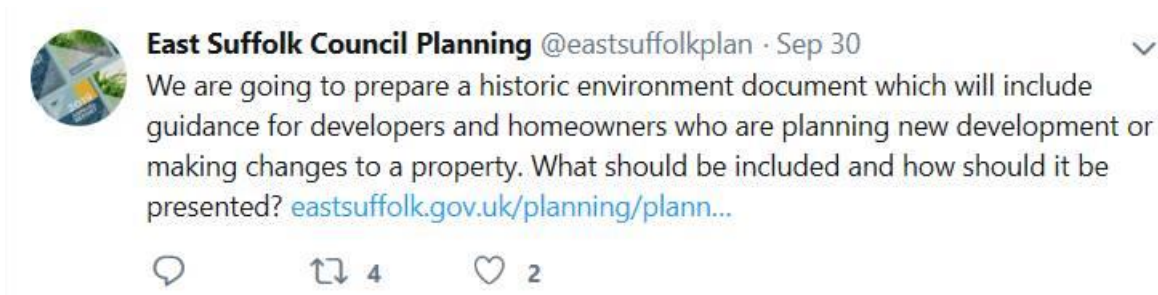 East Suffolk Council Planning @eastsuffolkplan · Sep 30
We are going to prepare a historic environment document which will include
guidance for developers and homeowners who are planning new development or
making changes to a property. What should be included and how should it be
presented? eastsuffolk.gov.uk/planning/plann...
4 2